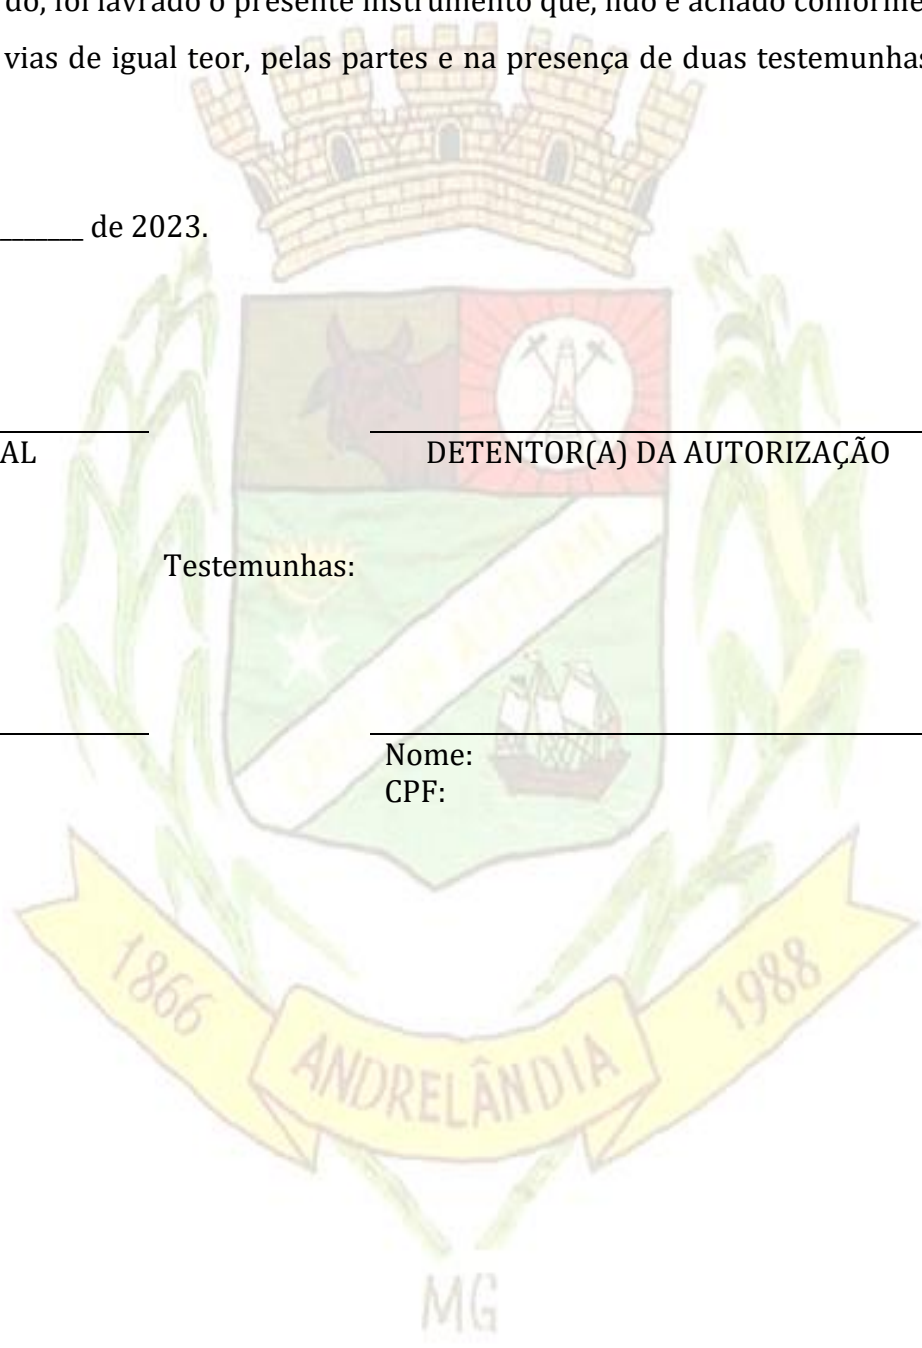 do, foi lavrado o presente instrumento que, lido e achado conforme
vias de igual teor, pelas partes e na presença de duas testemunhas
_______ de 2023.
AL
DETENTOR(A) DA AUTORIZAÇÃO
Testemunhas:
Nome:
CPF:
1866
1988
ANDRELÂNDIA
MG